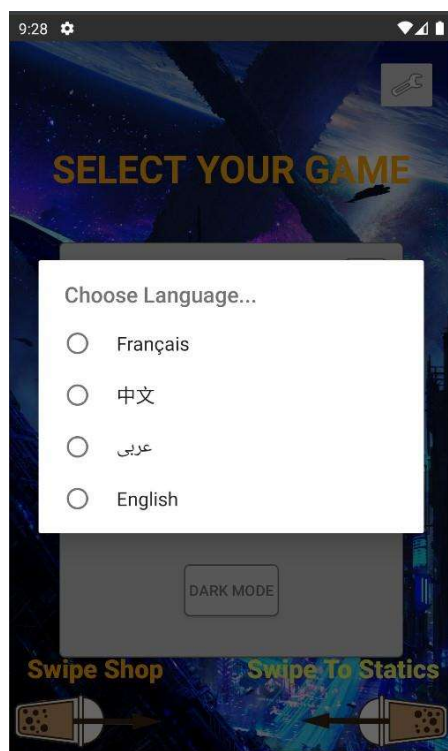 9:28
SELECT YOUR GAME
Choose Language...
Français
中文
عربى
English
DARK MODE
Swipe Shop
Swipe To Statics